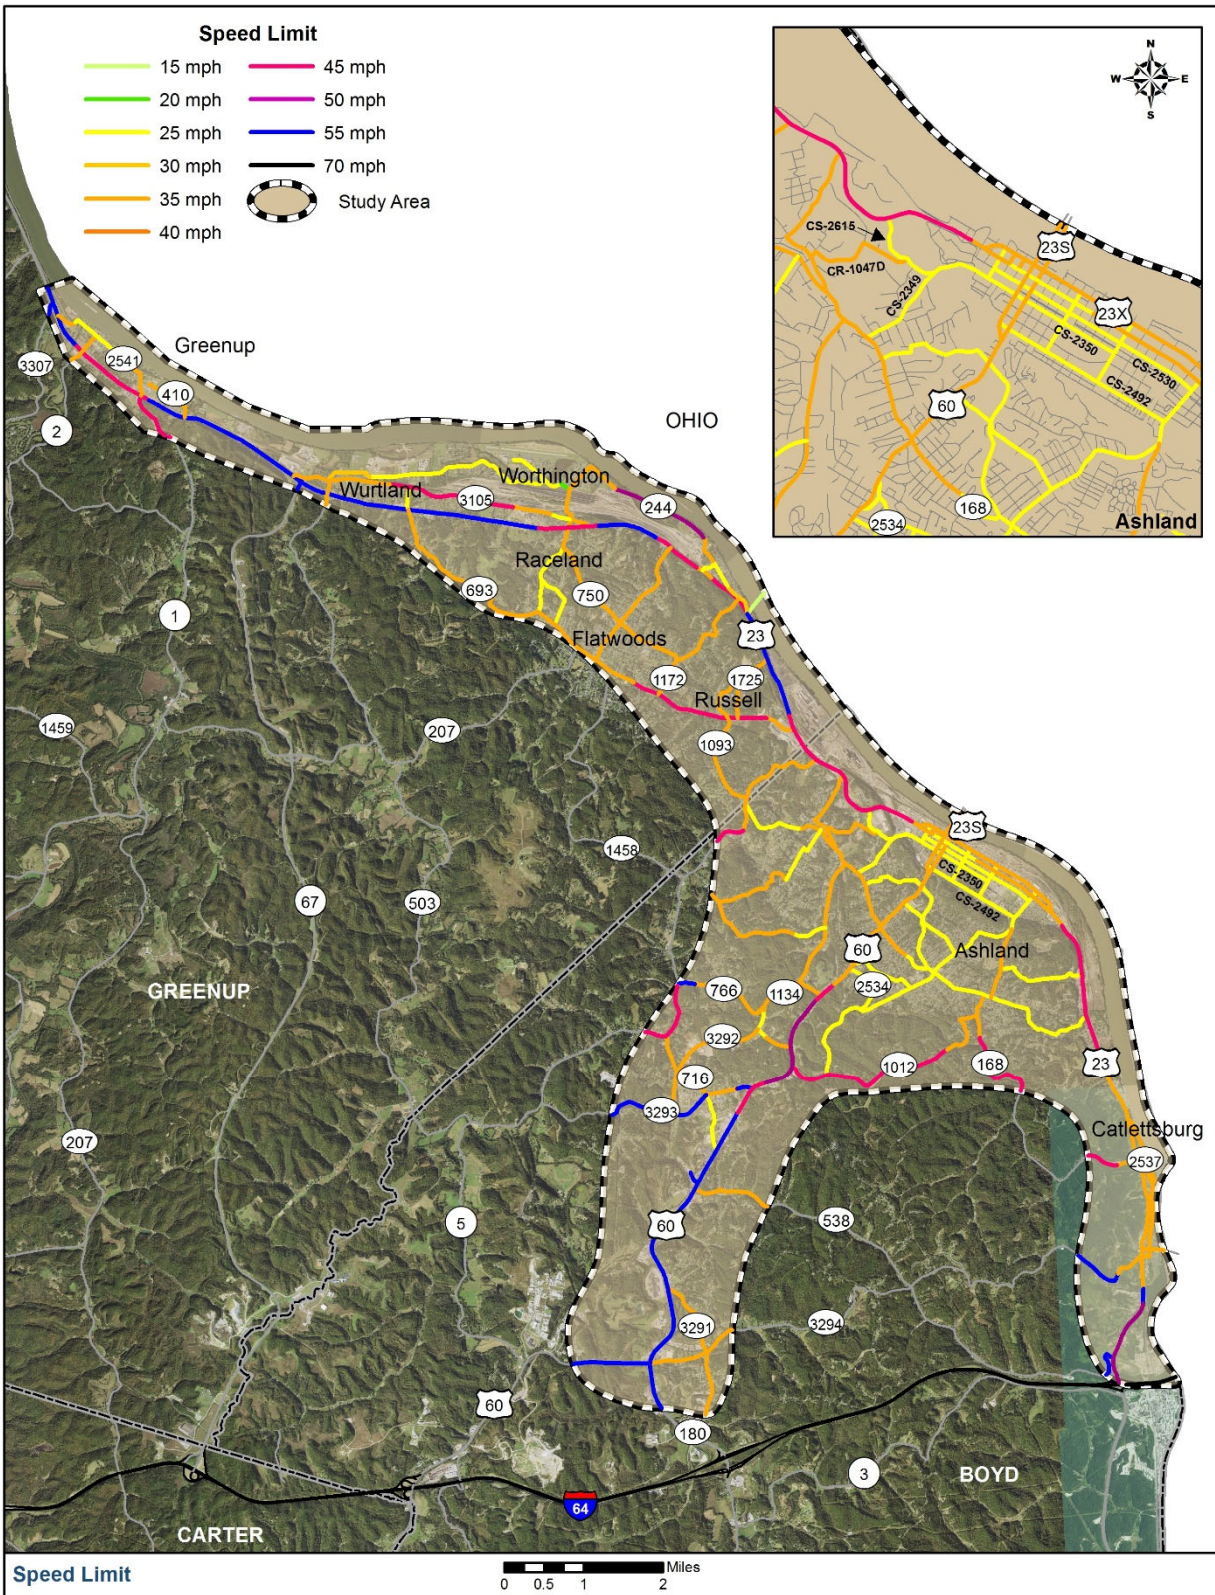 Speed Limit
15 mph
45 mph
20 mph
50 mph
25 mph
55 mph
30 mph
70 mph
35 mph
Study Area
40 mph
N
W E
S
CS-2615
CR-1047D
CS-2349
23S
23X
CS-2350
CS-2530
CS-2492
60
168
2534
Ashland
3307
2541
Greenup
410
2
OHIO
Wurtland
Worthington
3105
244
Raceland
693
750
1
Flatwoods
23
1172
1725
Russell
1459
207
1093
23S
1458
CS-2350
CS-2492
67
503
60
Ashland
GREENUP
766
1134
2534
3292
716
1012
168
23
3293
207
Catlettsburg
2537
5
60
538
3291
3294
60
180
3
BOYD
64
CARTER
Speed Limit
Miles
0 0.5 1 2